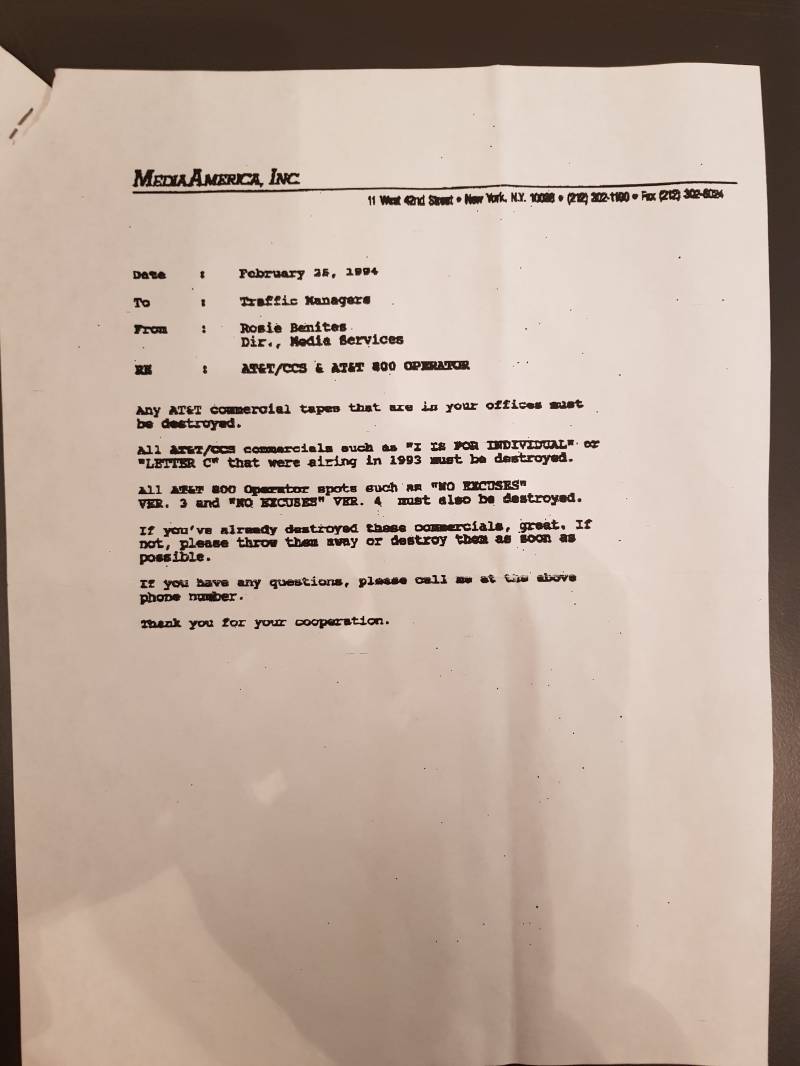 MEDIAAMERICA, INC
11 West 42nd Street • New York, N.Y. 10036 • (212) 302-1100 • Fax (212) 302-6024
Date : February 25, 1994
To : Traffic Managers
From : Rosie Benites
Dir., Media Services
RE : AT&T/CCS & AT&T 800 OPERATOR
Any AT&T commercial tapes that are in your offices must
be destroyed.
All AT&T/CCS commercials such as "I IS FOR INDIVIDUAL" or
"LETTER C" that were airing in 1993 must be destroyed.
All AT&T 800 Operator spots such as "NO EXCUSES"
VER. 3 and "NO EXCUSES" VER. 4 must also be destroyed.
If you've already destroyed these commercials, great. If
not, please throw them away or destroy them as soon as
possible.
If you have any questions, please call me at the above
phone number.
Thank you for your cooperation.